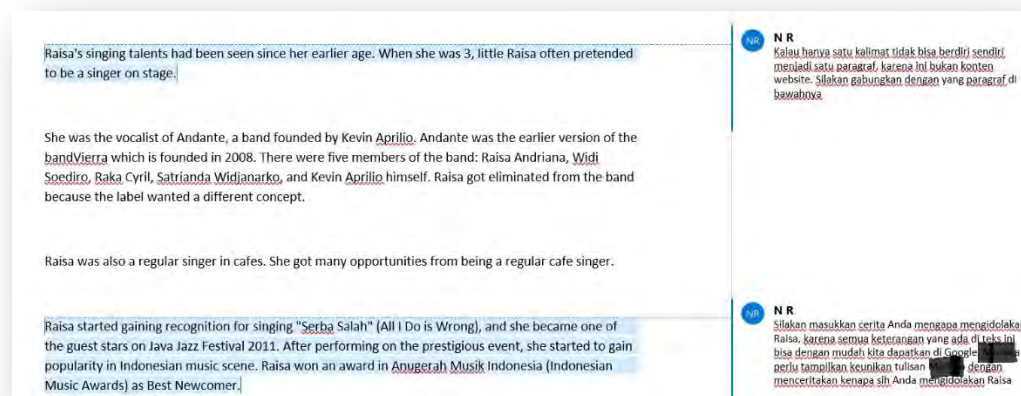 Raisa's singing talents had been seen since her earlier age. When she was 3, little Raisa often pretended
to be a singer on stage.
She was the vocalist of Andante, a band founded by Kevin Aprilio. Andante was the earlier version of the
bandVierra which is founded in 2008. There were five members of the band: Raisa Andriana, Widi
Soediro, Raka Cyril, Satrianda Widjanarko, and Kevin Aprilio himself. Raisa got eliminated from the band
because the label wanted a different concept.
Raisa was also a regular singer in cafes. She got many opportunities from being a regular cafe singer.
Raisa started gaining recognition for singing "Serba Salah" (All I Do is Wrong), and she became one of
the guest stars on Java Jazz Festival 2011. After performing on the prestigious event, she started to gain
popularity in Indonesian music scene. Raisa won an award in Anugerah Musik Indonesia (Indonesian
Music Awards) as Best Newcomer.
NR
N R
Kalau hanya satu kalimat tidak bisa berdiri sendiri
menjadi satu paragraf, karena ini bukan konten
website. Silakan gabungkan dengan yang paragraf di
bawahnya
NR
N R
Silakan masukkan cerita Anda mengapa mengidolakan
Raisa, karena semua keterangan yang ada di teks ini
bisa dengan mudah kita dapatkan di Google.
perlu tampilkan keunikan tulisan dengan
menceritakan kenapa sih Anda mengidolakan Raisa